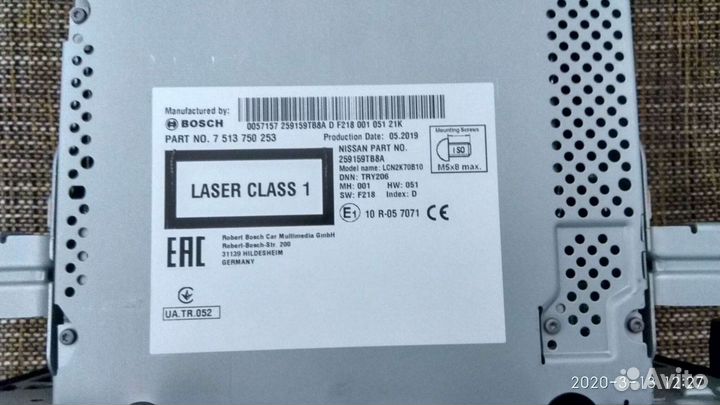 Manufactured by:
BOSCH
0057157 259159TB8A D F218 001 051 21K
PART NO. 7 513 750 253
Production Date: 05.2019
LASER CLASS 1
NISSAN PART NO.
259159TB8A
Model name: LCN2K70B10
DNN: TRY206
MH: 001 HW: 051
SW: F218 Index: D
Mounting Screws
ISO
M5x8 max.
E1 10 R-05 7071 CE
EAC
Robert Bosch Car Multimedia GmbH
Robert-Bosch-Str. 200
31139 HILDESHEIM
GERMANY
UA.TR.052
2020-3-13 12:27
Avito